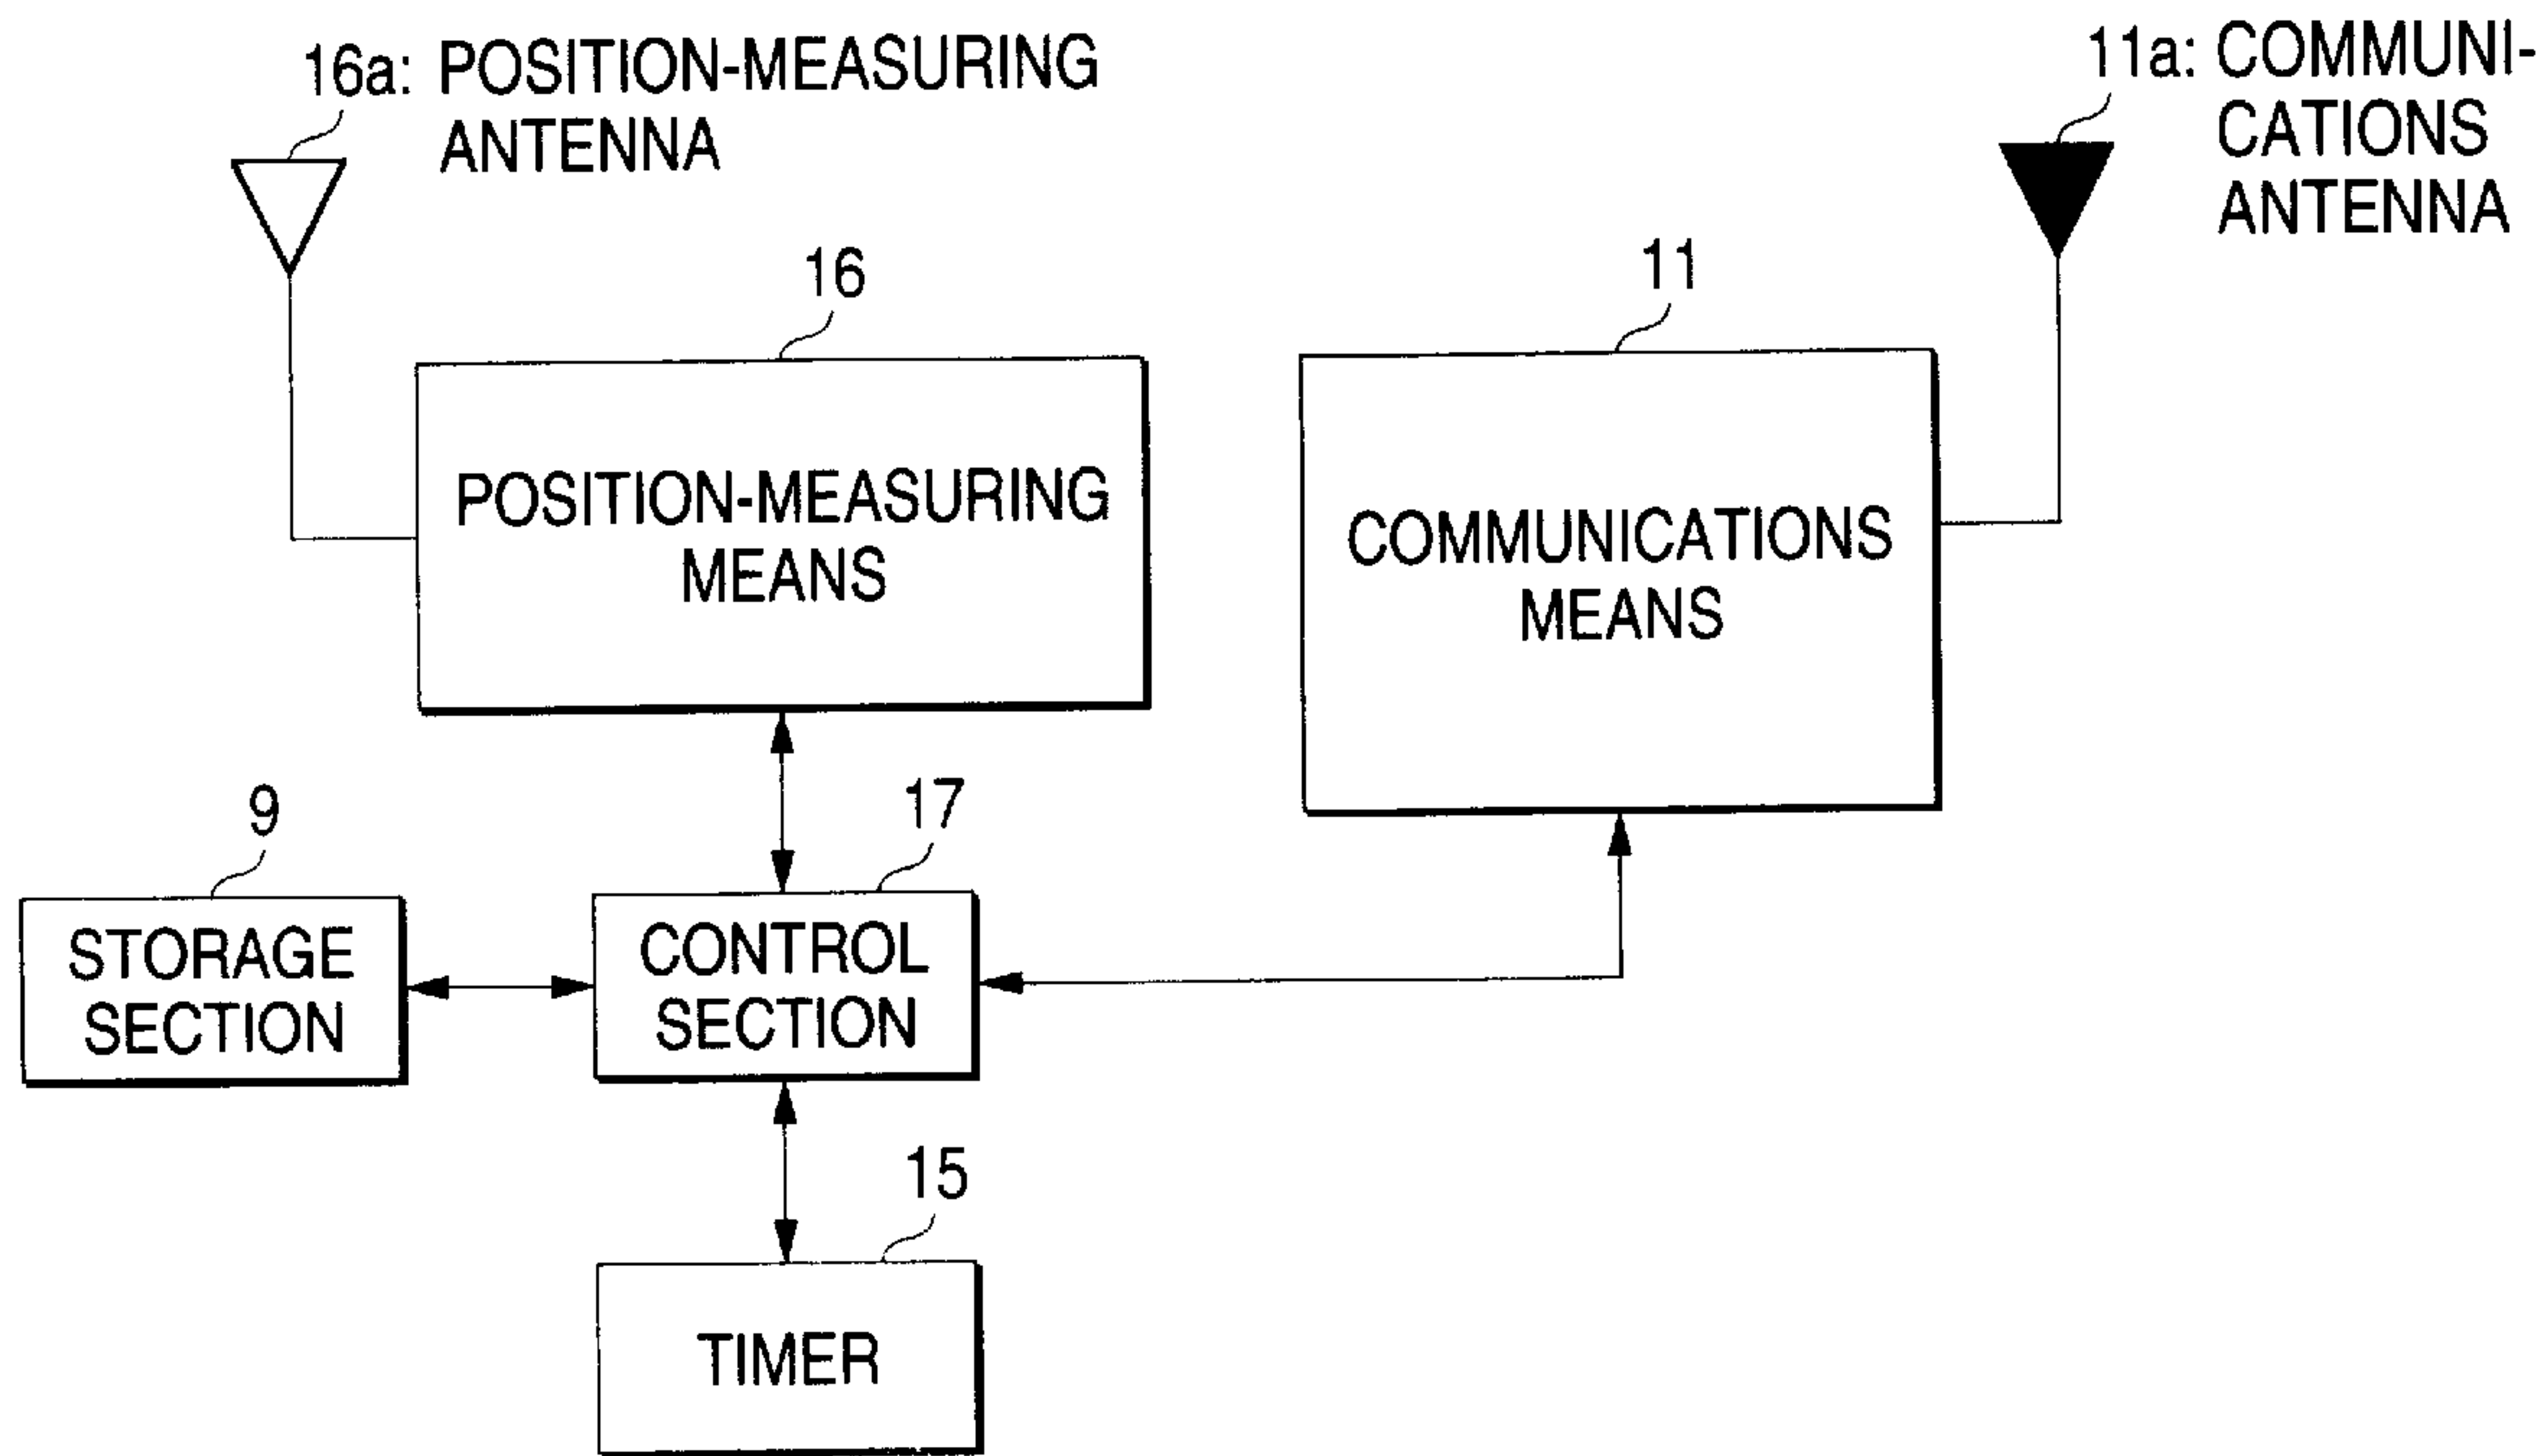 16a: POSITION-MEASURING
ANTENNA
11a: COMMUNI-
CATIONS
ANTENNA
16
11
POSITION-MEASURING
MEANS
COMMUNICATIONS
MEANS
9
17
STORAGE
SECTION
CONTROL
SECTION
15
TIMER